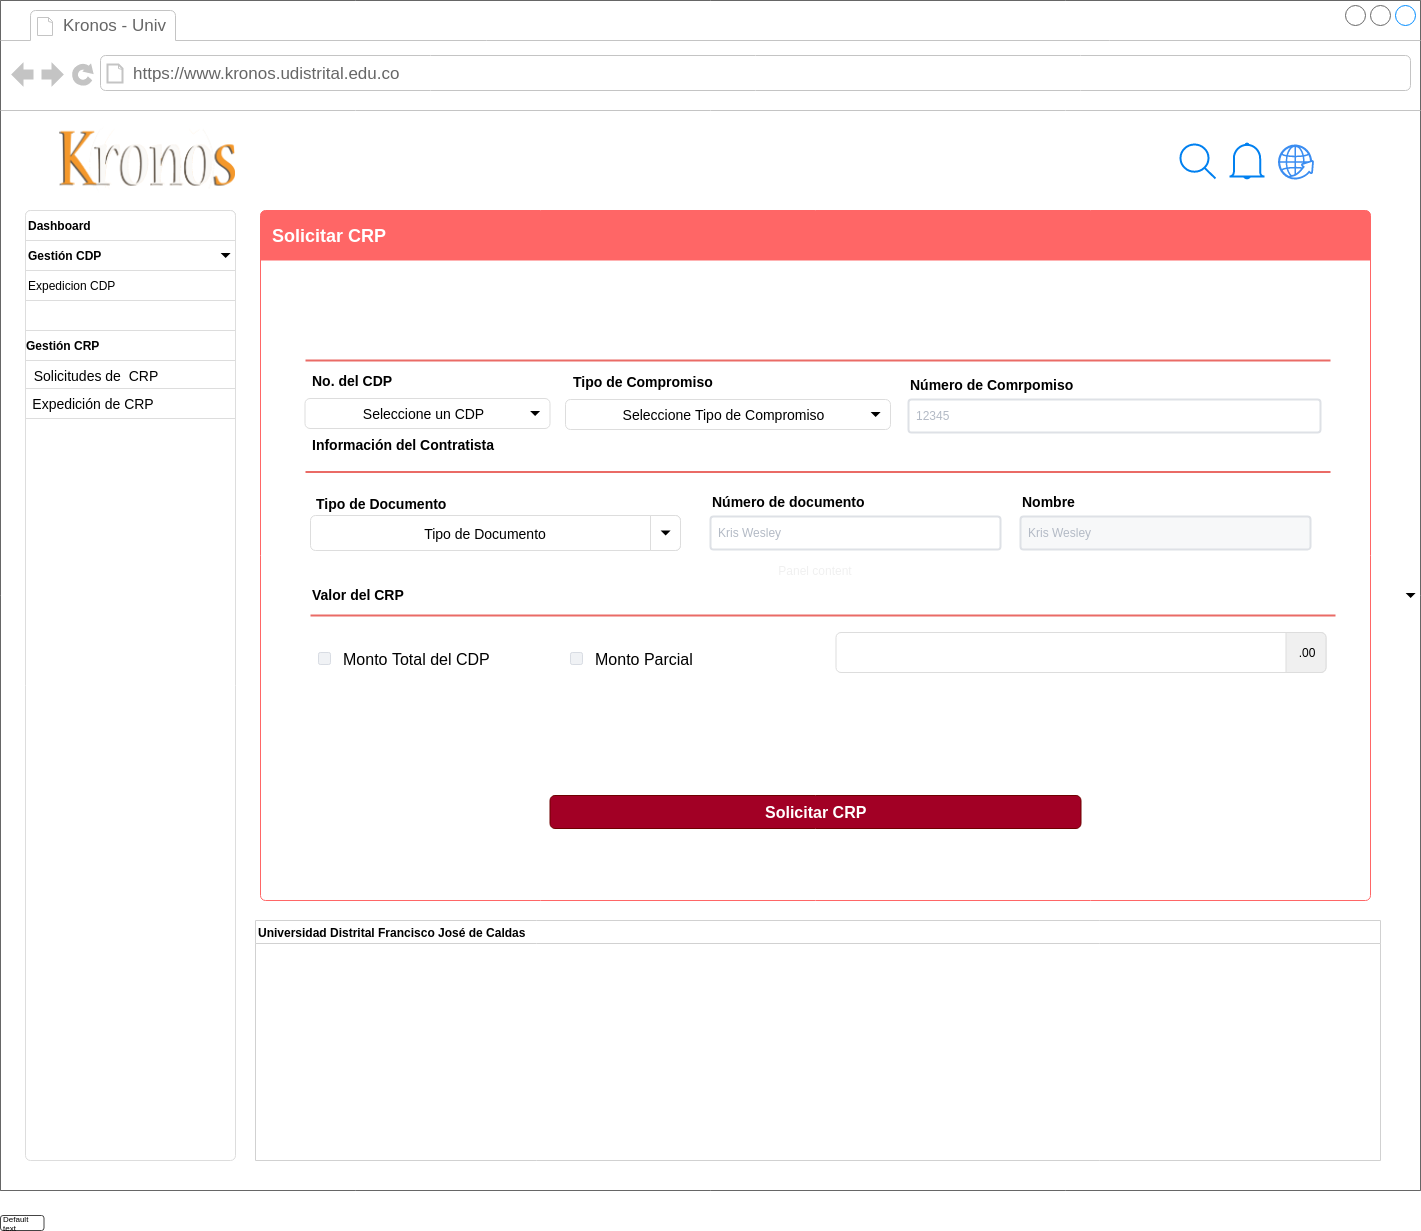 Kronos - Univ
https://www.kronos.udistrital.edu.co
Kronos
Dashboard
Gestión CDP
Expedicion CDP
Gestión CRP
Solicitudes de  CRP
Expedición de CRP
Solicitar CRP
No. del CDP
Tipo de Compromiso
Número de Comrpomiso
Seleccione un CDP
Seleccione Tipo de Compromiso
12345
Información del Contratista
Tipo de Documento
Número de documento
Nombre
Tipo de Documento
Kris Wesley
Kris Wesley
Panel content
Valor del CRP
Monto Total del CDP
Monto Parcial
.00
Solicitar CRP
Universidad Distrital Francisco José de Caldas
Default
text